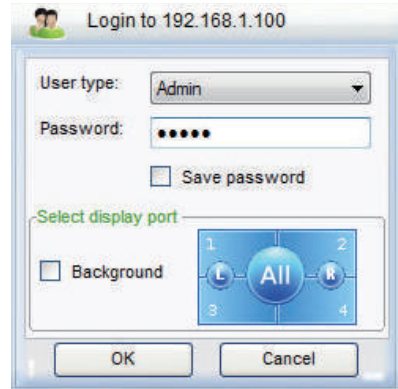 Login to 192.168.1.100
User type: Admin
Password: •••••
Save password
Select display port
1 2
Background L All R
3 4
OK Cancel